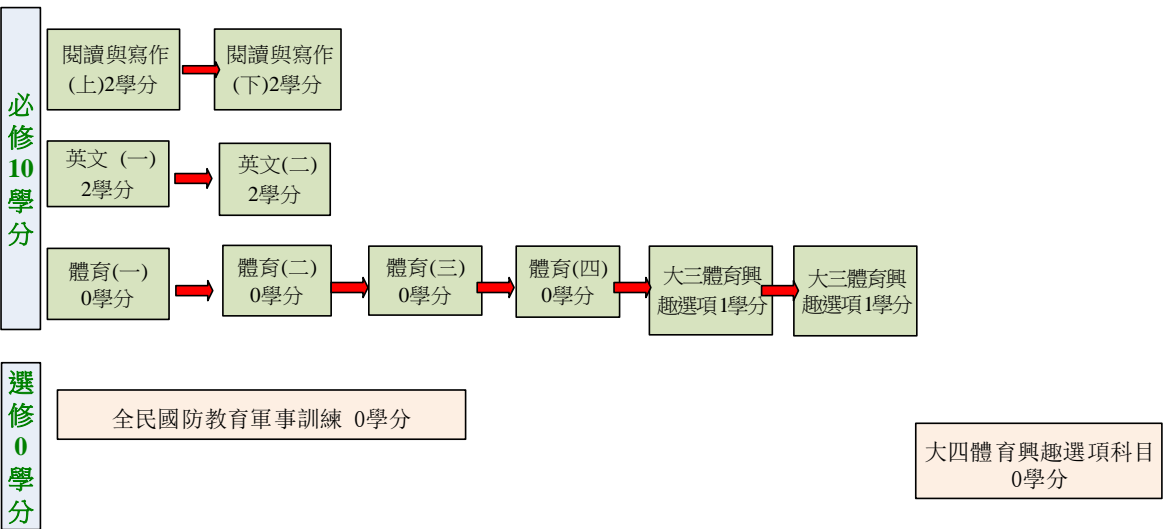 必修10學分
閱讀與寫作
(上)2學分
閱讀與寫作
(下)2學分
英文 (一)
2學分
英文(二)
2學分
體育(一)
0學分
體育(二)
0學分
體育(三)
0學分
體育(四)
0學分
大三體育興
趣選項1學分
大三體育興
趣選項1學分
選修0學分
全民國防教育軍事訓練 0學分
大四體育興趣選項科目
0學分